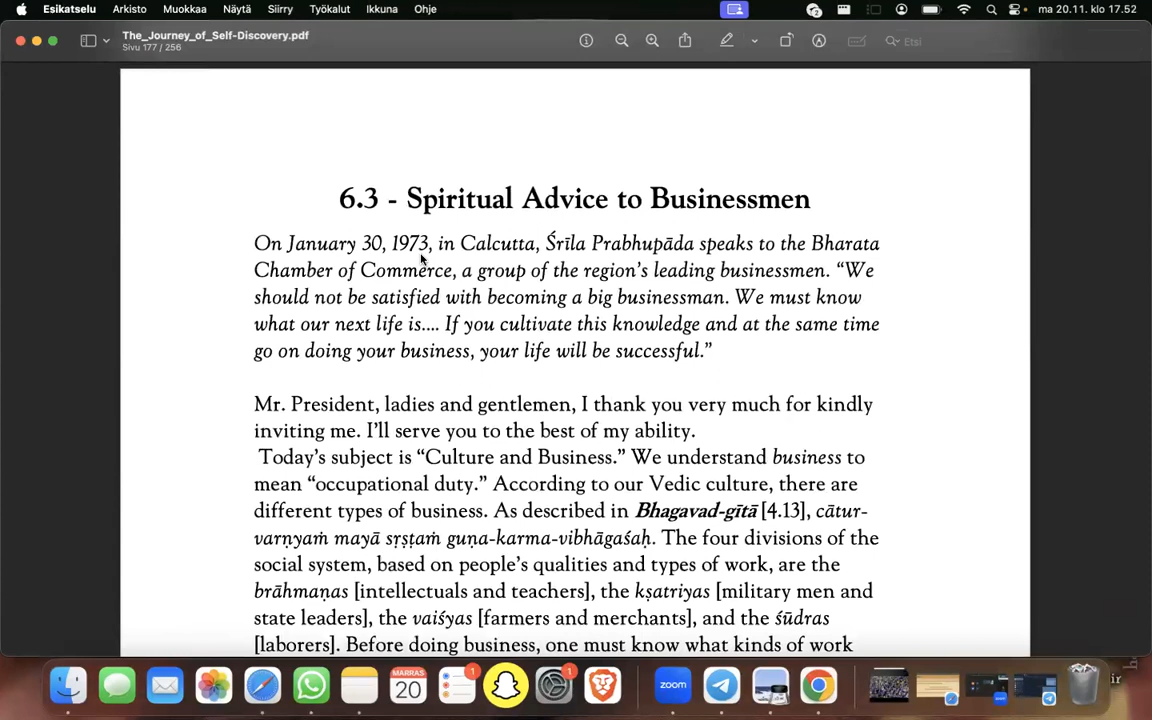 Esikatselu Arkisto Muokkaa Näytä Siirry Työkalut Ikkuna Ohje ma 20.11. klo 17.52
The_Journey_of_Self-Discovery.pdf
Sivu 177 / 256
Etsi
6.3 - Spiritual Advice to Businessmen
On January 30, 1973, in Calcutta, Śrīla Prabhupāda speaks to the Bharata
Chamber of Commerce, a group of the region's leading businessmen. “We
should not be satisfied with becoming a big businessman. We must know
what our next life is.... If you cultivate this knowledge and at the same time
go on doing your business, your life will be successful.”
Mr. President, ladies and gentlemen, I thank you very much for kindly
inviting me. I'll serve you to the best of my ability.
Today's subject is “Culture and Business.” We understand business to
mean “occupational duty.” According to our Vedic culture, there are
different types of business. As described in Bhagavad-gītā [4.13], cātur-
varṇyaṁ mayā sṛṣṭaṁ guṇa-karma-vibhāgaśaḥ. The four divisions of the
social system, based on people's qualities and types of work, are the
brāhmaṇas [intellectuals and teachers], the kṣatriyas [military men and
state leaders], the vaiśyas [farmers and merchants], and the śūdras
[laborers]. Before doing business, one must know what kinds of work
MARRAS
20
1
1
zoom